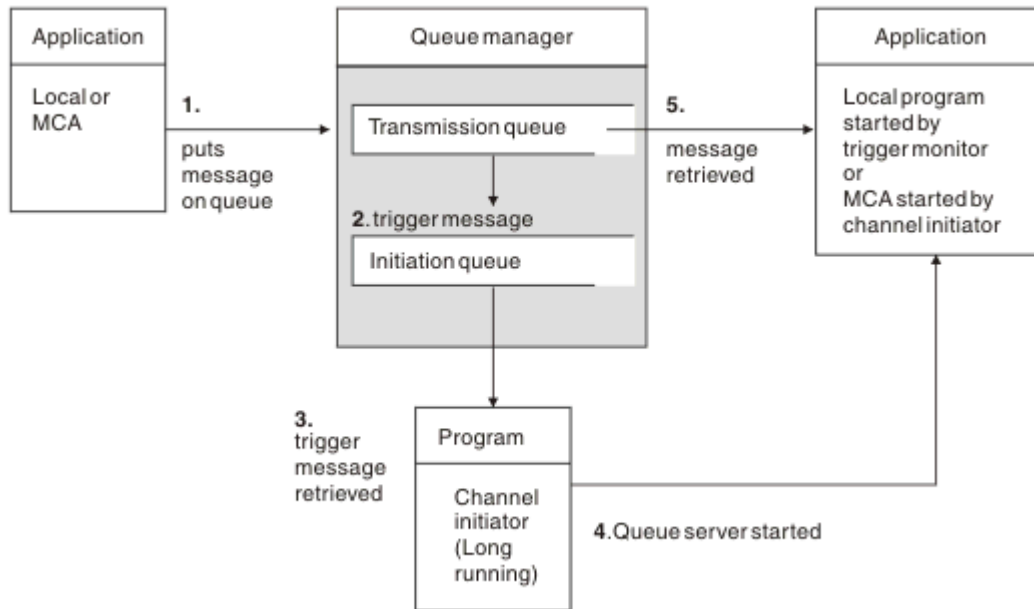 Application
Local or
MCA
1.
puts
message
on queue
Queue manager
Transmission queue
2. trigger message
Initiation queue
5.
message
retrieved
Application
Local program
started by
trigger monitor
or
MCA started by
channel initiator
3.
trigger
message
retrieved
Program
Channel
initiator
(Long
running)
4. Queue server started